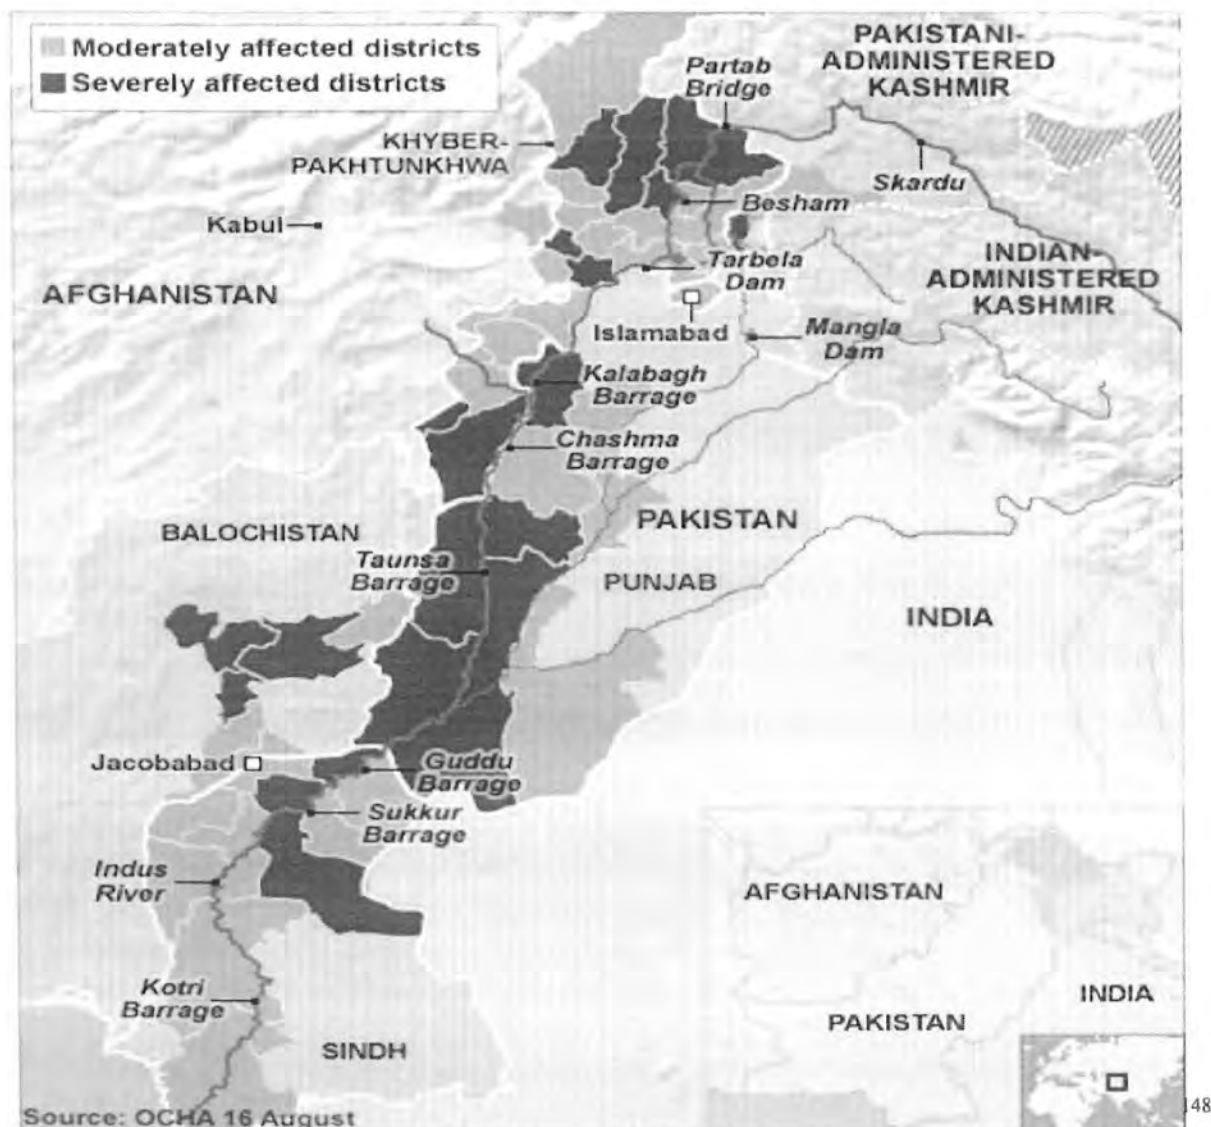 Moderately affected districts
Severely affected districts
PAKISTANI-
ADMINISTERED
KASHMIR
Partab
Bridge
KHYBER-
PAKHTUNKHWA
Skardu
Besham
Kabul
INDIAN-
ADMINISTERED
KASHMIR
Tarbela
Dam
AFGHANISTAN
Islamabad
Mangla
Dam
Kalabagh
Barrage
Chashma
Barrage
PAKISTAN
BALOCHISTAN
Taunsa
Barrage
PUNJAB
INDIA
Jacobabad
Guddu
Barrage
Sukkur
Barrage
Indus
River
AFGHANISTAN
Kotri
Barrage
INDIA
PAKISTAN
SINDH
Source: OCHA 16 August
48